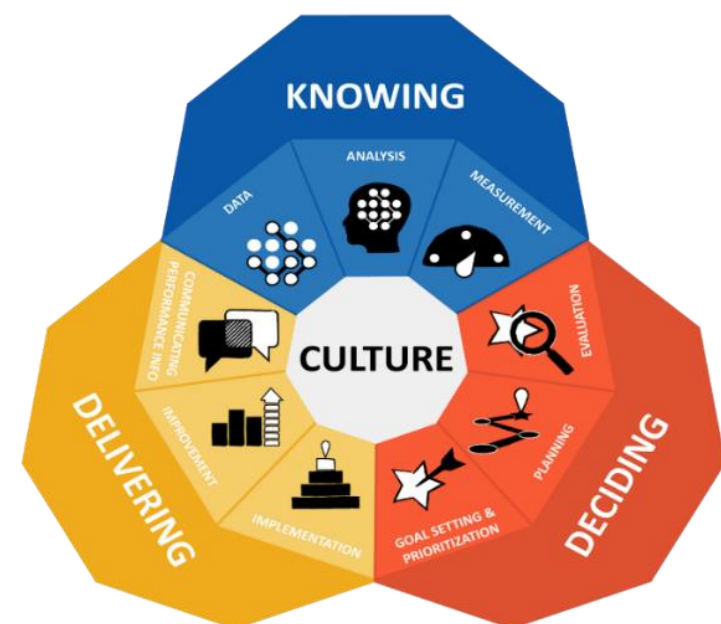 KNOWING
ANALYSIS
DATA
MEASUREMENT
COMMUNICATING
PERFORMANCE INFO
EVALUATION
CULTURE
IMPROVEMENT
PLANNING
DELIVERING
DECIDING
IMPLEMENTATION
GOAL SETTING &
PRIORITIZATION